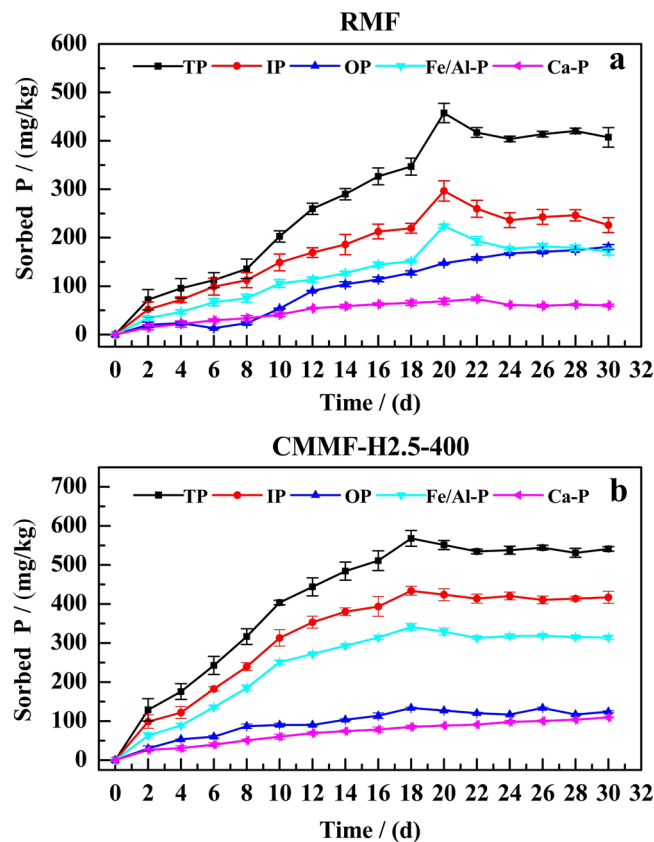 RMF
600
500
400
300
200
100
0
Sorbed P / (mg/kg)
TP IP OP Fe/Al-P Ca-P
a
0 2 4 6 8 10 12 14 16 18 20 22 24 26 28 30 32
Time / (d)
CMMF-H2.5-400
700
600
500
400
300
200
100
0
Sorbed P / (mg/kg)
TP IP OP Fe/Al-P Ca-P
b
0 2 4 6 8 10 12 14 16 18 20 22 24 26 28 30 32
Time / (d)